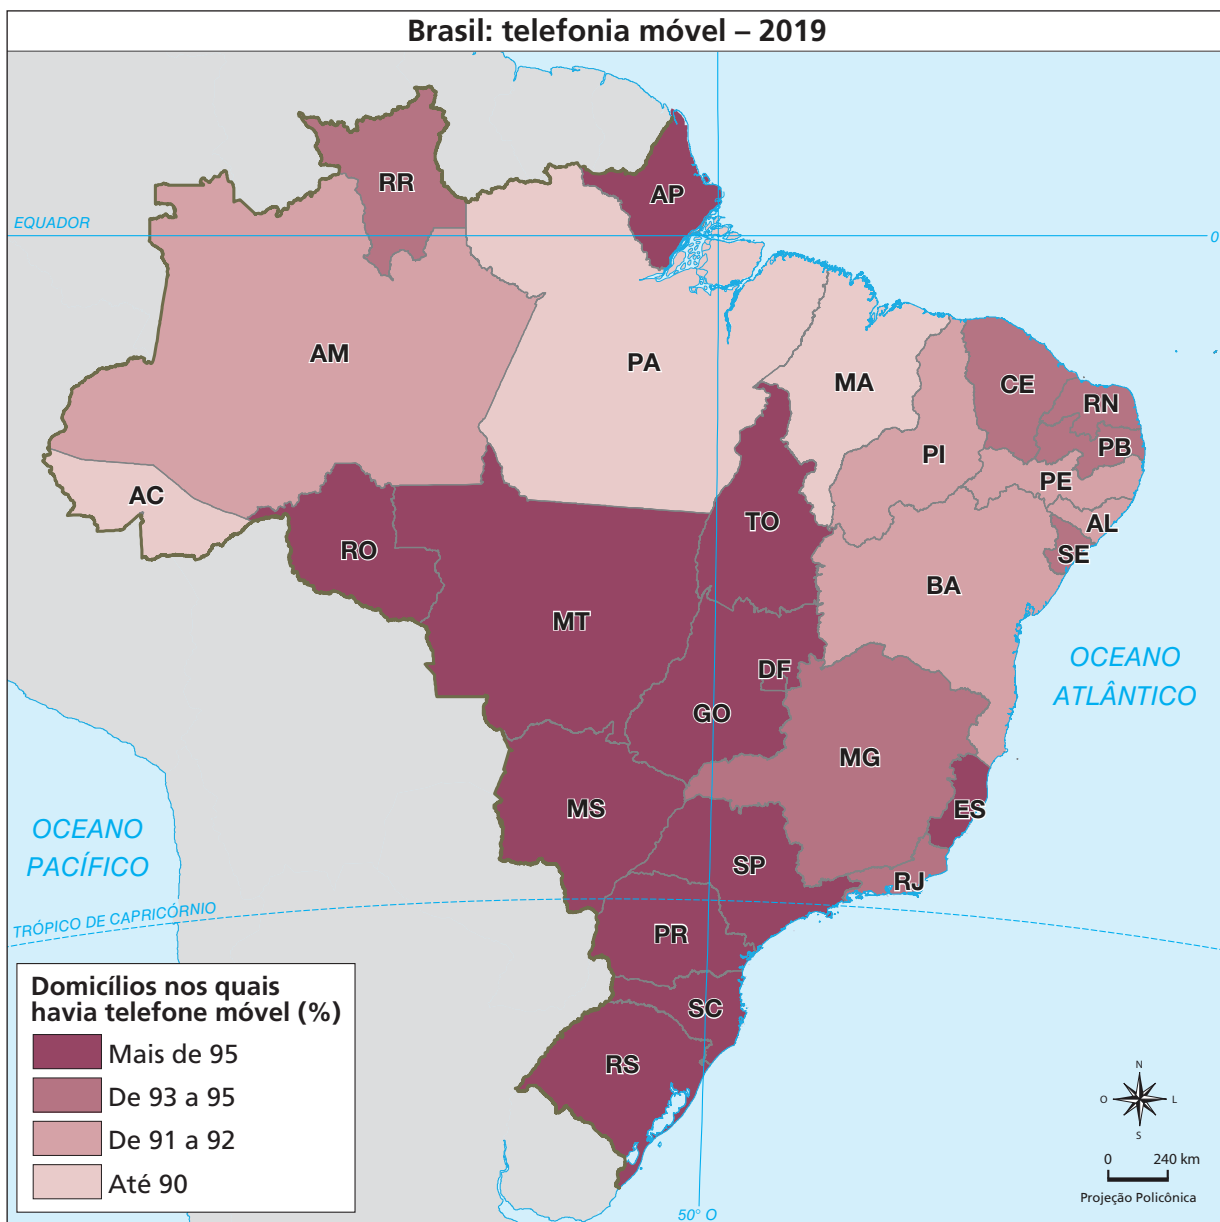 Brasil: telefonia móvel – 2019
RR
AP
EQUADOR
0
AM
PA
MA
CE
RN
PB
PI
PE
AC
AL
TO
SE
RO
BA
MT
OCEANO
ATLÂNTICO
DF
GO
MG
MS
ES
OCEANO
PACÍFICO
SP
RJ
TRÓPICO DE CAPRICÓRNIO
PR
SC
RS
Domicílios nos quais
havia telefone móvel (%)
Mais de 95
De 93 a 95
De 91 a 92
Até 90
N
O
L
S
0 240 km
Projeção Policônica
50° O